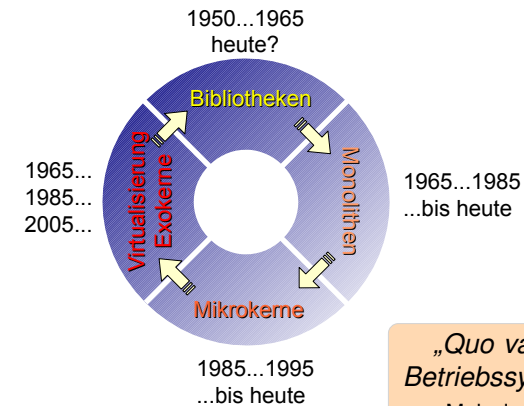 1950...1965
heute?
Bibliotheken
Monolithen
1965...1985
...bis heute
Mikrokerne
1985...1995
...bis heute
Virtualisierung
Exokerne
1965...
1985...
2005...
„Quo va
Betriebssy